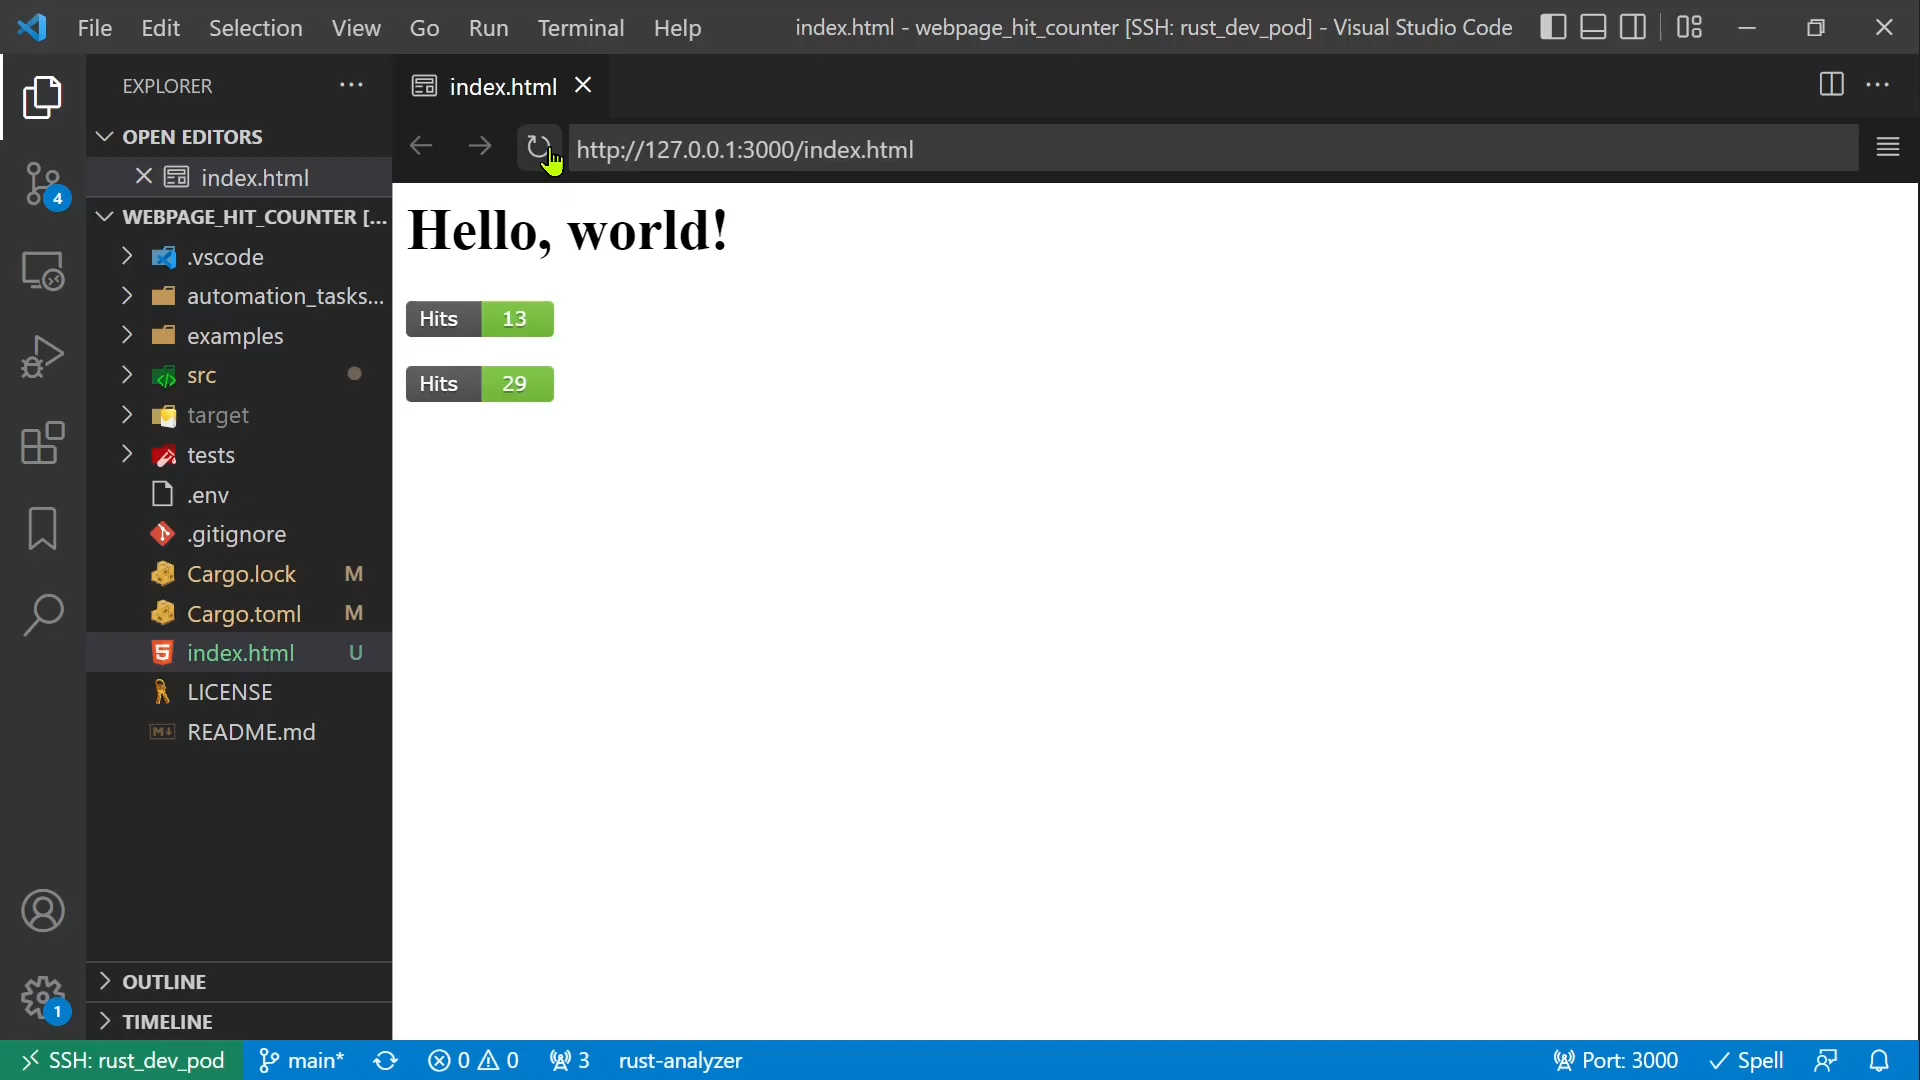 File Edit Selection View Go Run Terminal Help index.html - webpage_hit_counter [SSH: rust_dev_pod] - Visual Studio Code
EXPLORER
index.html
OPEN EDITORS
http://127.0.0.1:3000/index.html
index.html
4
WEBPAGE_HIT_COUNTER [...
Hello, world!
.vscode
automation_tasks...
Hits 13
examples
src
Hits 29
target
tests
.env
.gitignore
Cargo.lock M
Cargo.toml M
index.html U
LICENSE
README.md
OUTLINE
1
TIMELINE
SSH: rust_dev_pod main* 0 0 3 rust-analyzer Port: 3000 Spell